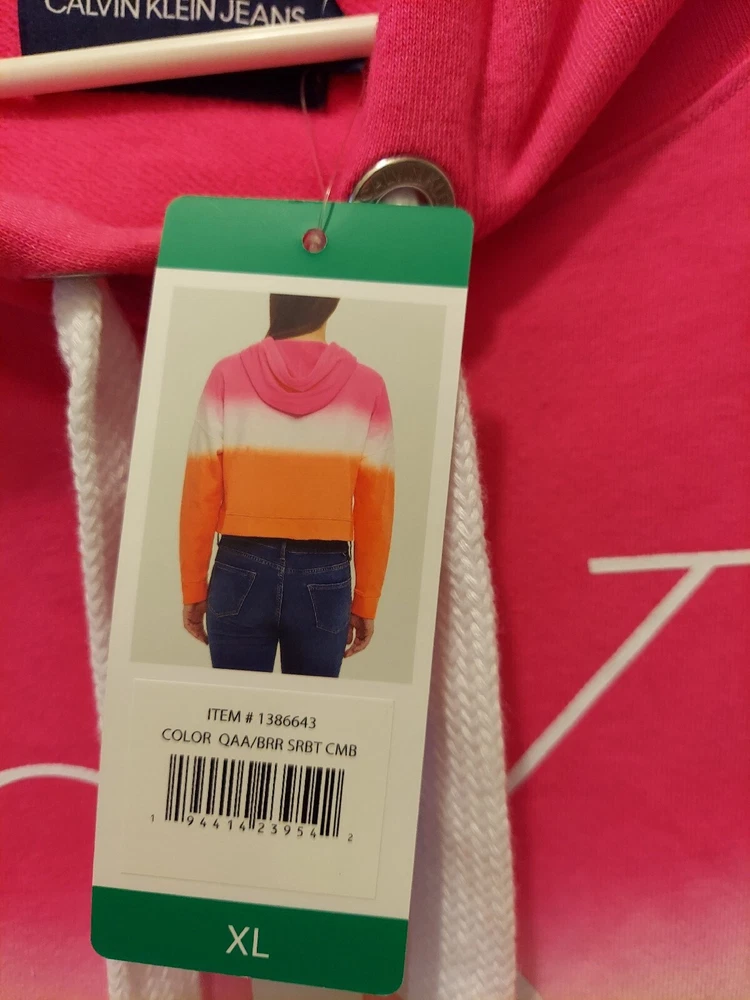 CALVIN KLEIN JEANS
ITEM # 1386643
COLOR QAA/BRR SRBT CMB
1 94414 23954 2
XL